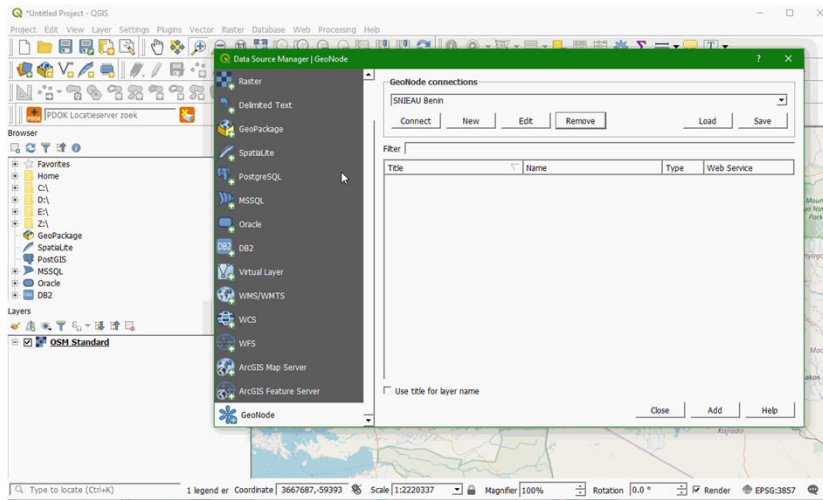 *Untitled Project - QGIS
Project Edit View Layer Settings Plugins Vector Raster Database Web Processing Help
PDOK
PDOK Locatieserver zoek
Browser
Favorites
Home
C:\
D:\
E:\
Z:\
GeoPackage
SpatiaLite
PostGIS
MSSQL
Oracle
DB2
Layers
OSM Standard
Data Source Manager | GeoNode
Raster
Delimited Text
GeoPackage
SpatiaLite
PostgreSQL
MSSQL
Oracle
DB2
DB2
Virtual Layer
WMS/WMTS
WCS
WFS
ArcGIS Map Server
ArcGIS Feature Server
GeoNode
GeoNode connections
SNIEAU Benin
Connect New Edit Remove Load Save
Filter
Title Name Type Web Service
Use title for layer name
Close Add Help
Kajiado
Type to locate (Ctrl+K) 1 legend er Coordinate 3667687,-59393 Scale 1:2220337 Magnifier 100% Rotation 0.0 ° Render EPSG:3857